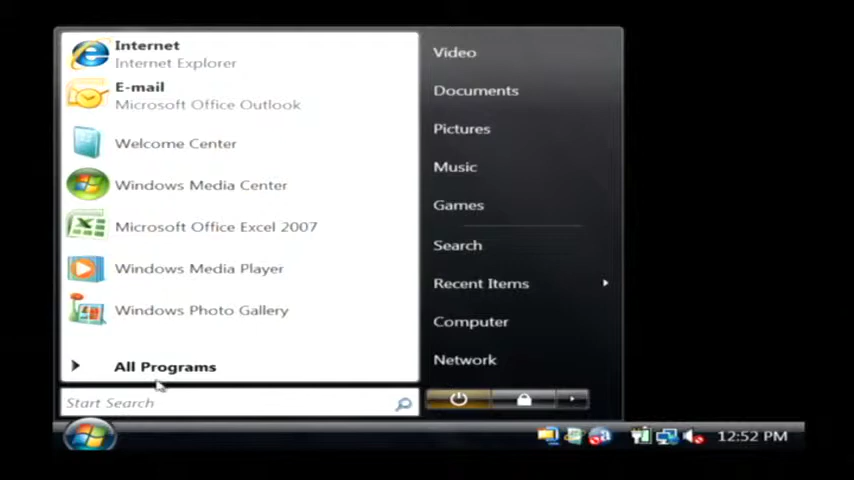 Internet
Internet Explorer
E-mail
Microsoft Office Outlook
Welcome Center
Windows Media Center
Microsoft Office Excel 2007
Windows Media Player
Windows Photo Gallery
All Programs
Start Search
Video
Documents
Pictures
Music
Games
Search
Recent Items
Computer
Network
12:52 PM